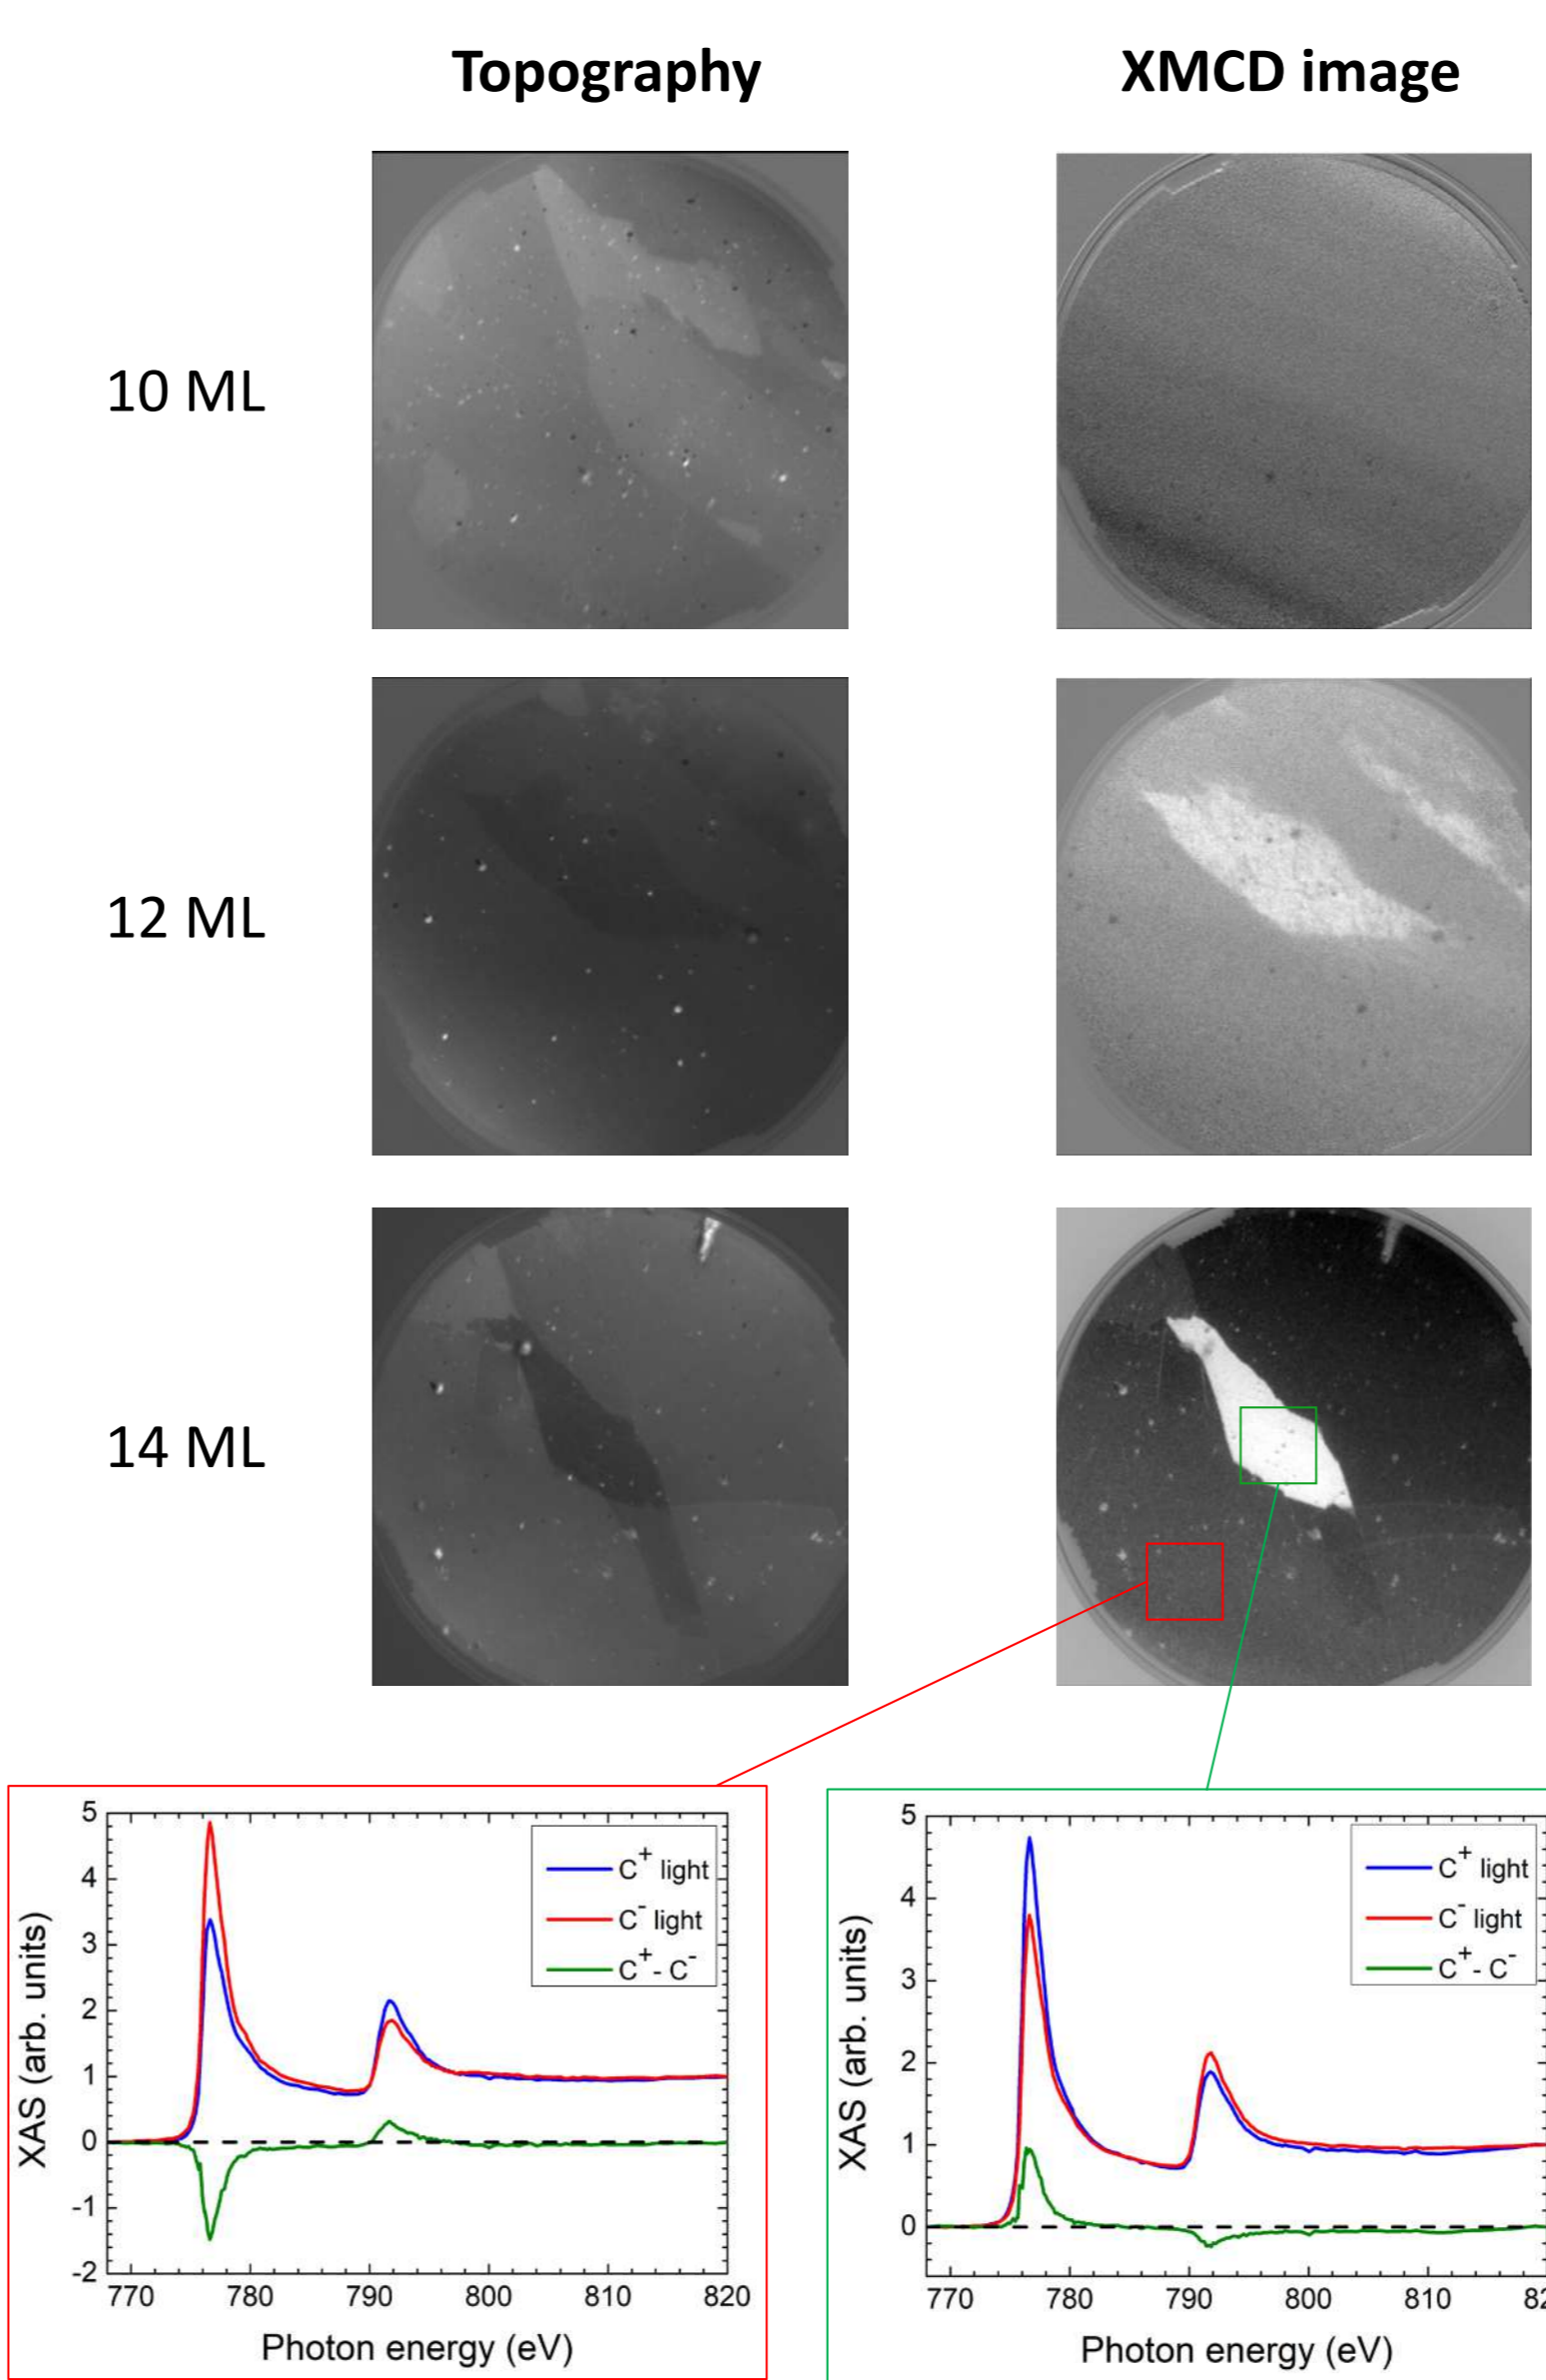 Topography XMCD image
10 ML
12 ML
14 ML
5
4
3
2
1
0
-1
-2
770 780 790 800 810 820
XAS (arb. units)
Photon energy (eV)
C+ light
C- light
C+- C-
5
4
3
2
1
0
770 780 790 800 810
XAS (arb. units)
Photon energy (eV)
C+ light
C- light
C+- C-